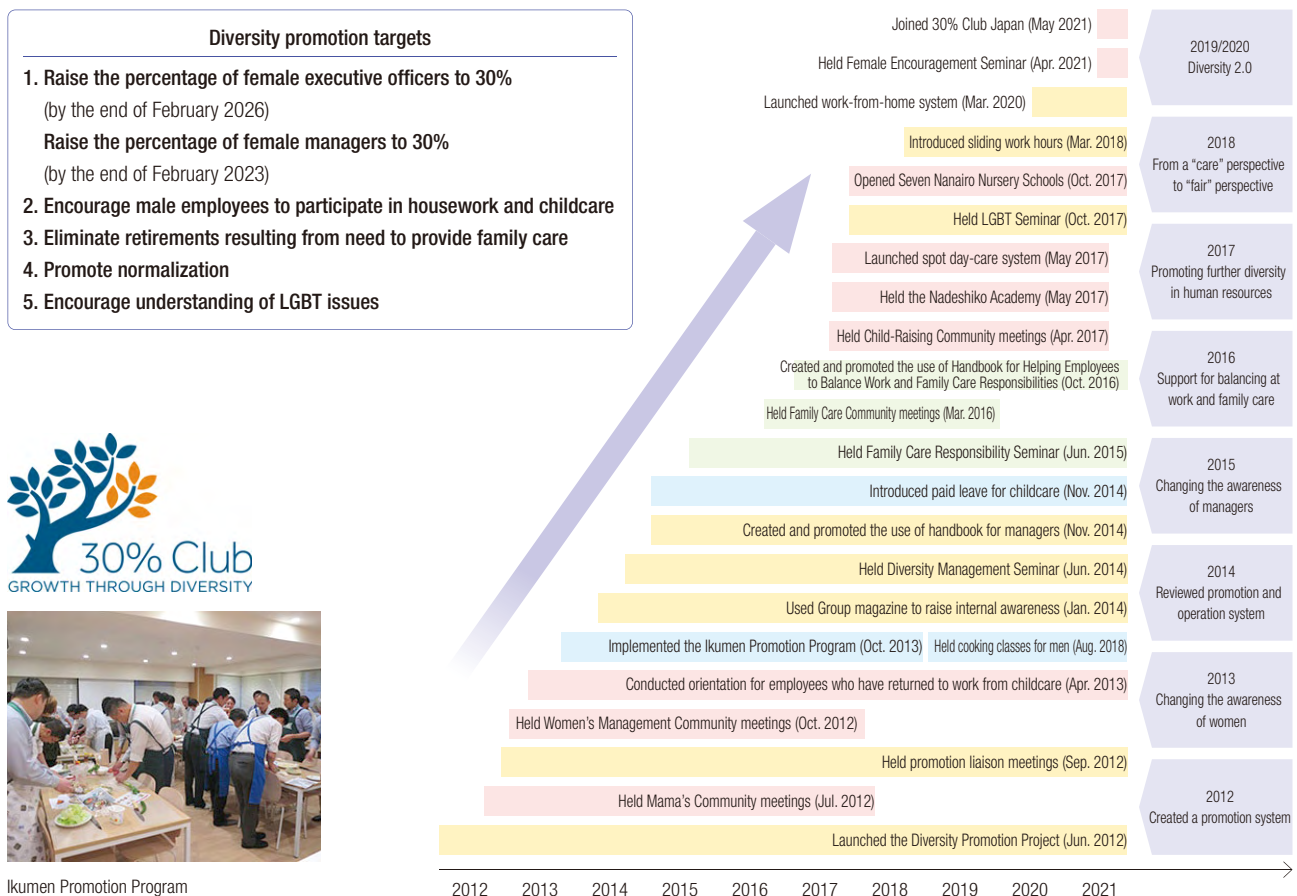 Diversity promotion targets
1. Raise the percentage of female executive officers to 30%
(by the end of February 2026)
Raise the percentage of female managers to 30%
(by the end of February 2023)
2. Encourage male employees to participate in housework and childcare
3. Eliminate retirements resulting from need to provide family care
4. Promote normalization
5. Encourage understanding of LGBT issues
30% Club
GROWTH THROUGH DIVERSITY
Ikumen Promotion Program
Joined 30% Club Japan (May 2021)
Held Female Encouragement Seminar (Apr. 2021)
Launched work-from-home system (Mar. 2020)
Introduced sliding work hours (Mar. 2018)
Opened Seven Nanairo Nursery Schools (Oct. 2017)
Held LGBT Seminar (Oct. 2017)
Launched spot day-care system (May 2017)
Held the Nadeshiko Academy (May 2017)
Held Child-Raising Community meetings (Apr. 2017)
Created and promoted the use of Handbook for Helping Employees
to Balance Work and Family Care Responsibilities (Oct. 2016)
Held Family Care Community meetings (Mar. 2016)
Held Family Care Responsibility Seminar (Jun. 2015)
Introduced paid leave for childcare (Nov. 2014)
Created and promoted the use of handbook for managers (Nov. 2014)
Held Diversity Management Seminar (Jun. 2014)
Used Group magazine to raise internal awareness (Jan. 2014)
Implemented the Ikumen Promotion Program (Oct. 2013)
Held cooking classes for men (Aug. 2018)
Conducted orientation for employees who have returned to work from childcare (Apr. 2013)
Held Women's Management Community meetings (Oct. 2012)
Held promotion liaison meetings (Sep. 2012)
Held Mama's Community meetings (Jul. 2012)
Launched the Diversity Promotion Project (Jun. 2012)
2012 2013 2014 2015 2016 2017 2018 2019 2020 2021
2019/2020
Diversity 2.0
2018
From a "care" perspective
to "fair" perspective
2017
Promoting further diversity
in human resources
2016
Support for balancing at
work and family care
2015
Changing the awareness
of managers
2014
Reviewed promotion and
operation system
2013
Changing the awareness
of women
2012
Created a promotion system